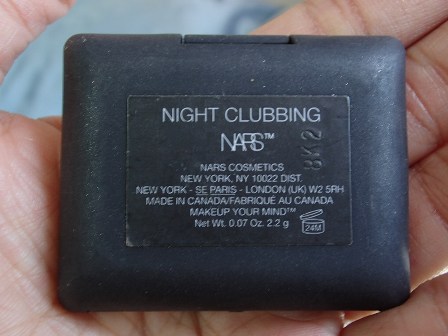 NIGHT CLUBBING
NARS™
8K2
NARS COSMETICS
NEW YORK, NY 10022 DIST.
NEW YORK - SE PARIS - LONDON (UK) W2 5RH
MADE IN CANADA/FABRIQUÉ AU CANADA
MAKEUP YOUR MIND™
Net Wt. 0.07 Oz. 2.2 g
24M